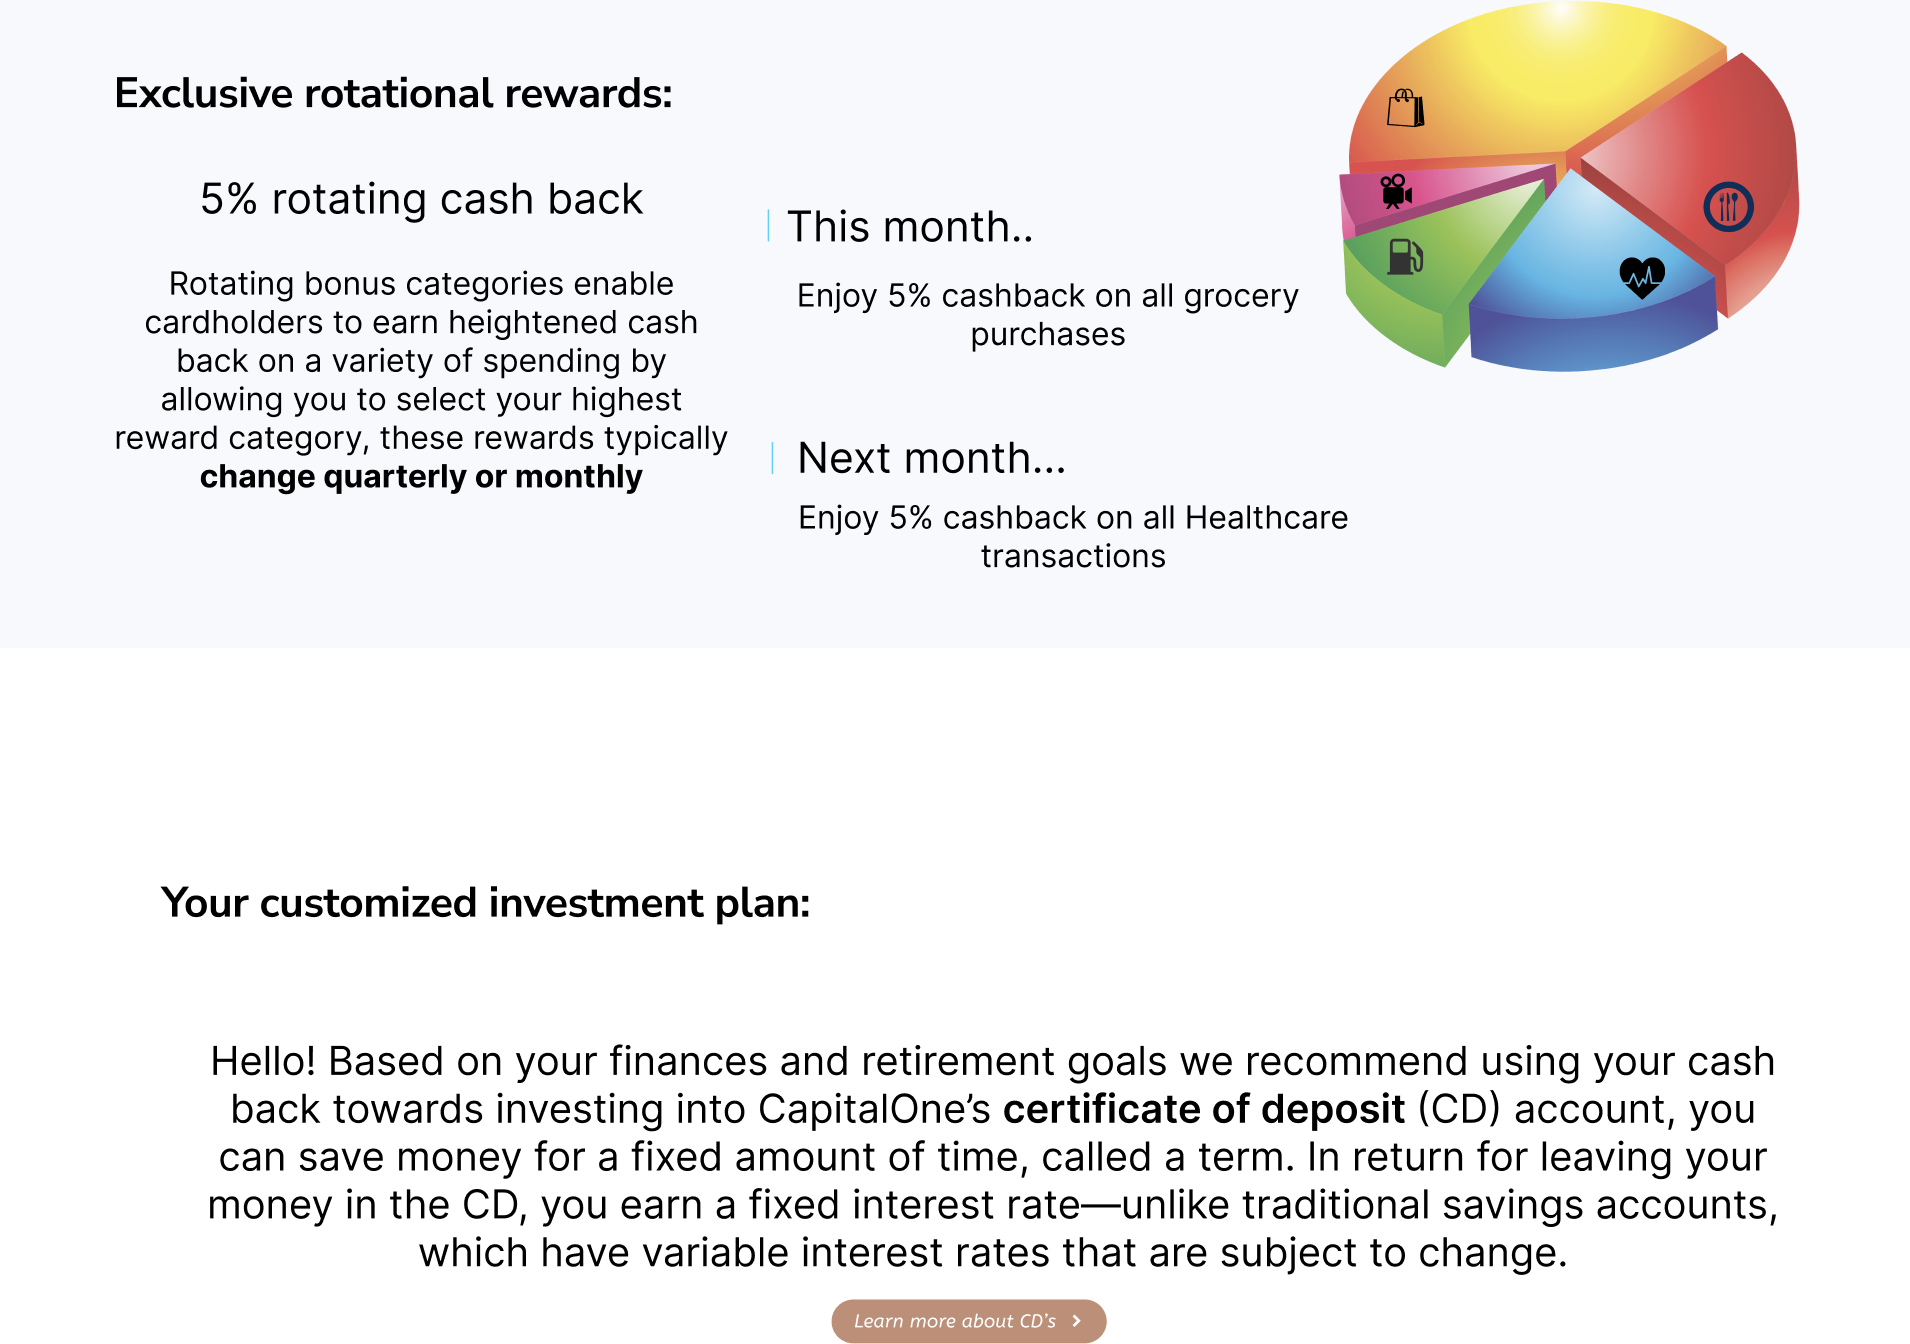 Exclusive rotational rewards:
5% rotating cash back
Rotating bonus categories enable
cardholders to earn heightened cash
back on a variety of spending by
allowing you to select your highest
reward category, these rewards typically
change quarterly or monthly
This month..
Enjoy 5% cashback on all grocery
purchases
Next month...
Enjoy 5% cashback on all Healthcare
transactions
Your customized investment plan:
Hello! Based on your finances and retirement goals we recommend using your cash
back towards investing into CapitalOne’s certificate of deposit (CD) account, you
can save money for a fixed amount of time, called a term. In return for leaving your
money in the CD, you earn a fixed interest rate—unlike traditional savings accounts,
which have variable interest rates that are subject to change.
Learn more about CD's